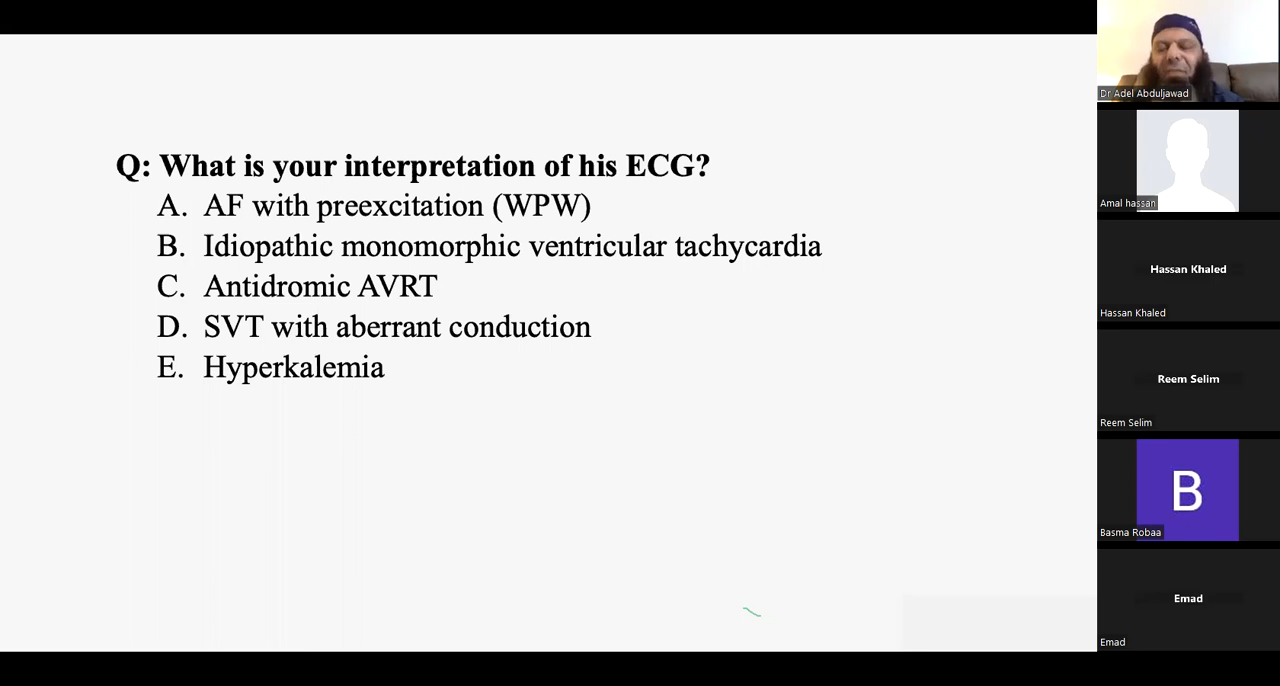 Q: What is your interpretation of his ECG?
A. AF with preexcitation (WPW)
B. Idiopathic monomorphic ventricular tachycardia
C. Antidromic AVRT
D. SVT with aberrant conduction
E. Hyperkalemia
Dr Adel Abduljawad
Amal hassan
Hassan Khaled
Hassan Khaled
Reem Selim
Reem Selim
B
Basma Robaa
Emad
Emad